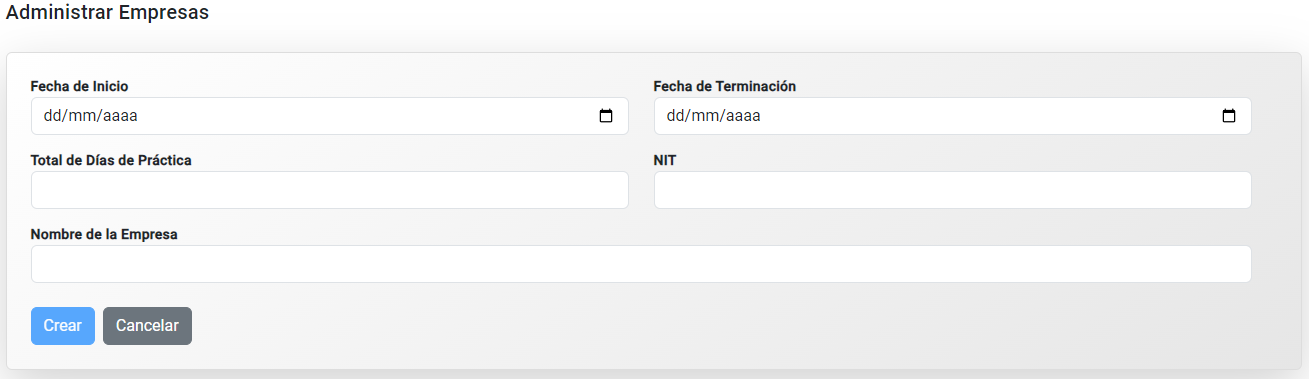 Administrar Empresas
Fecha de Inicio
Fecha de Terminación
dd/mm/aaaa
dd/mm/aaaa
Total de Días de Práctica
NIT
Nombre de la Empresa
Crear
Cancelar